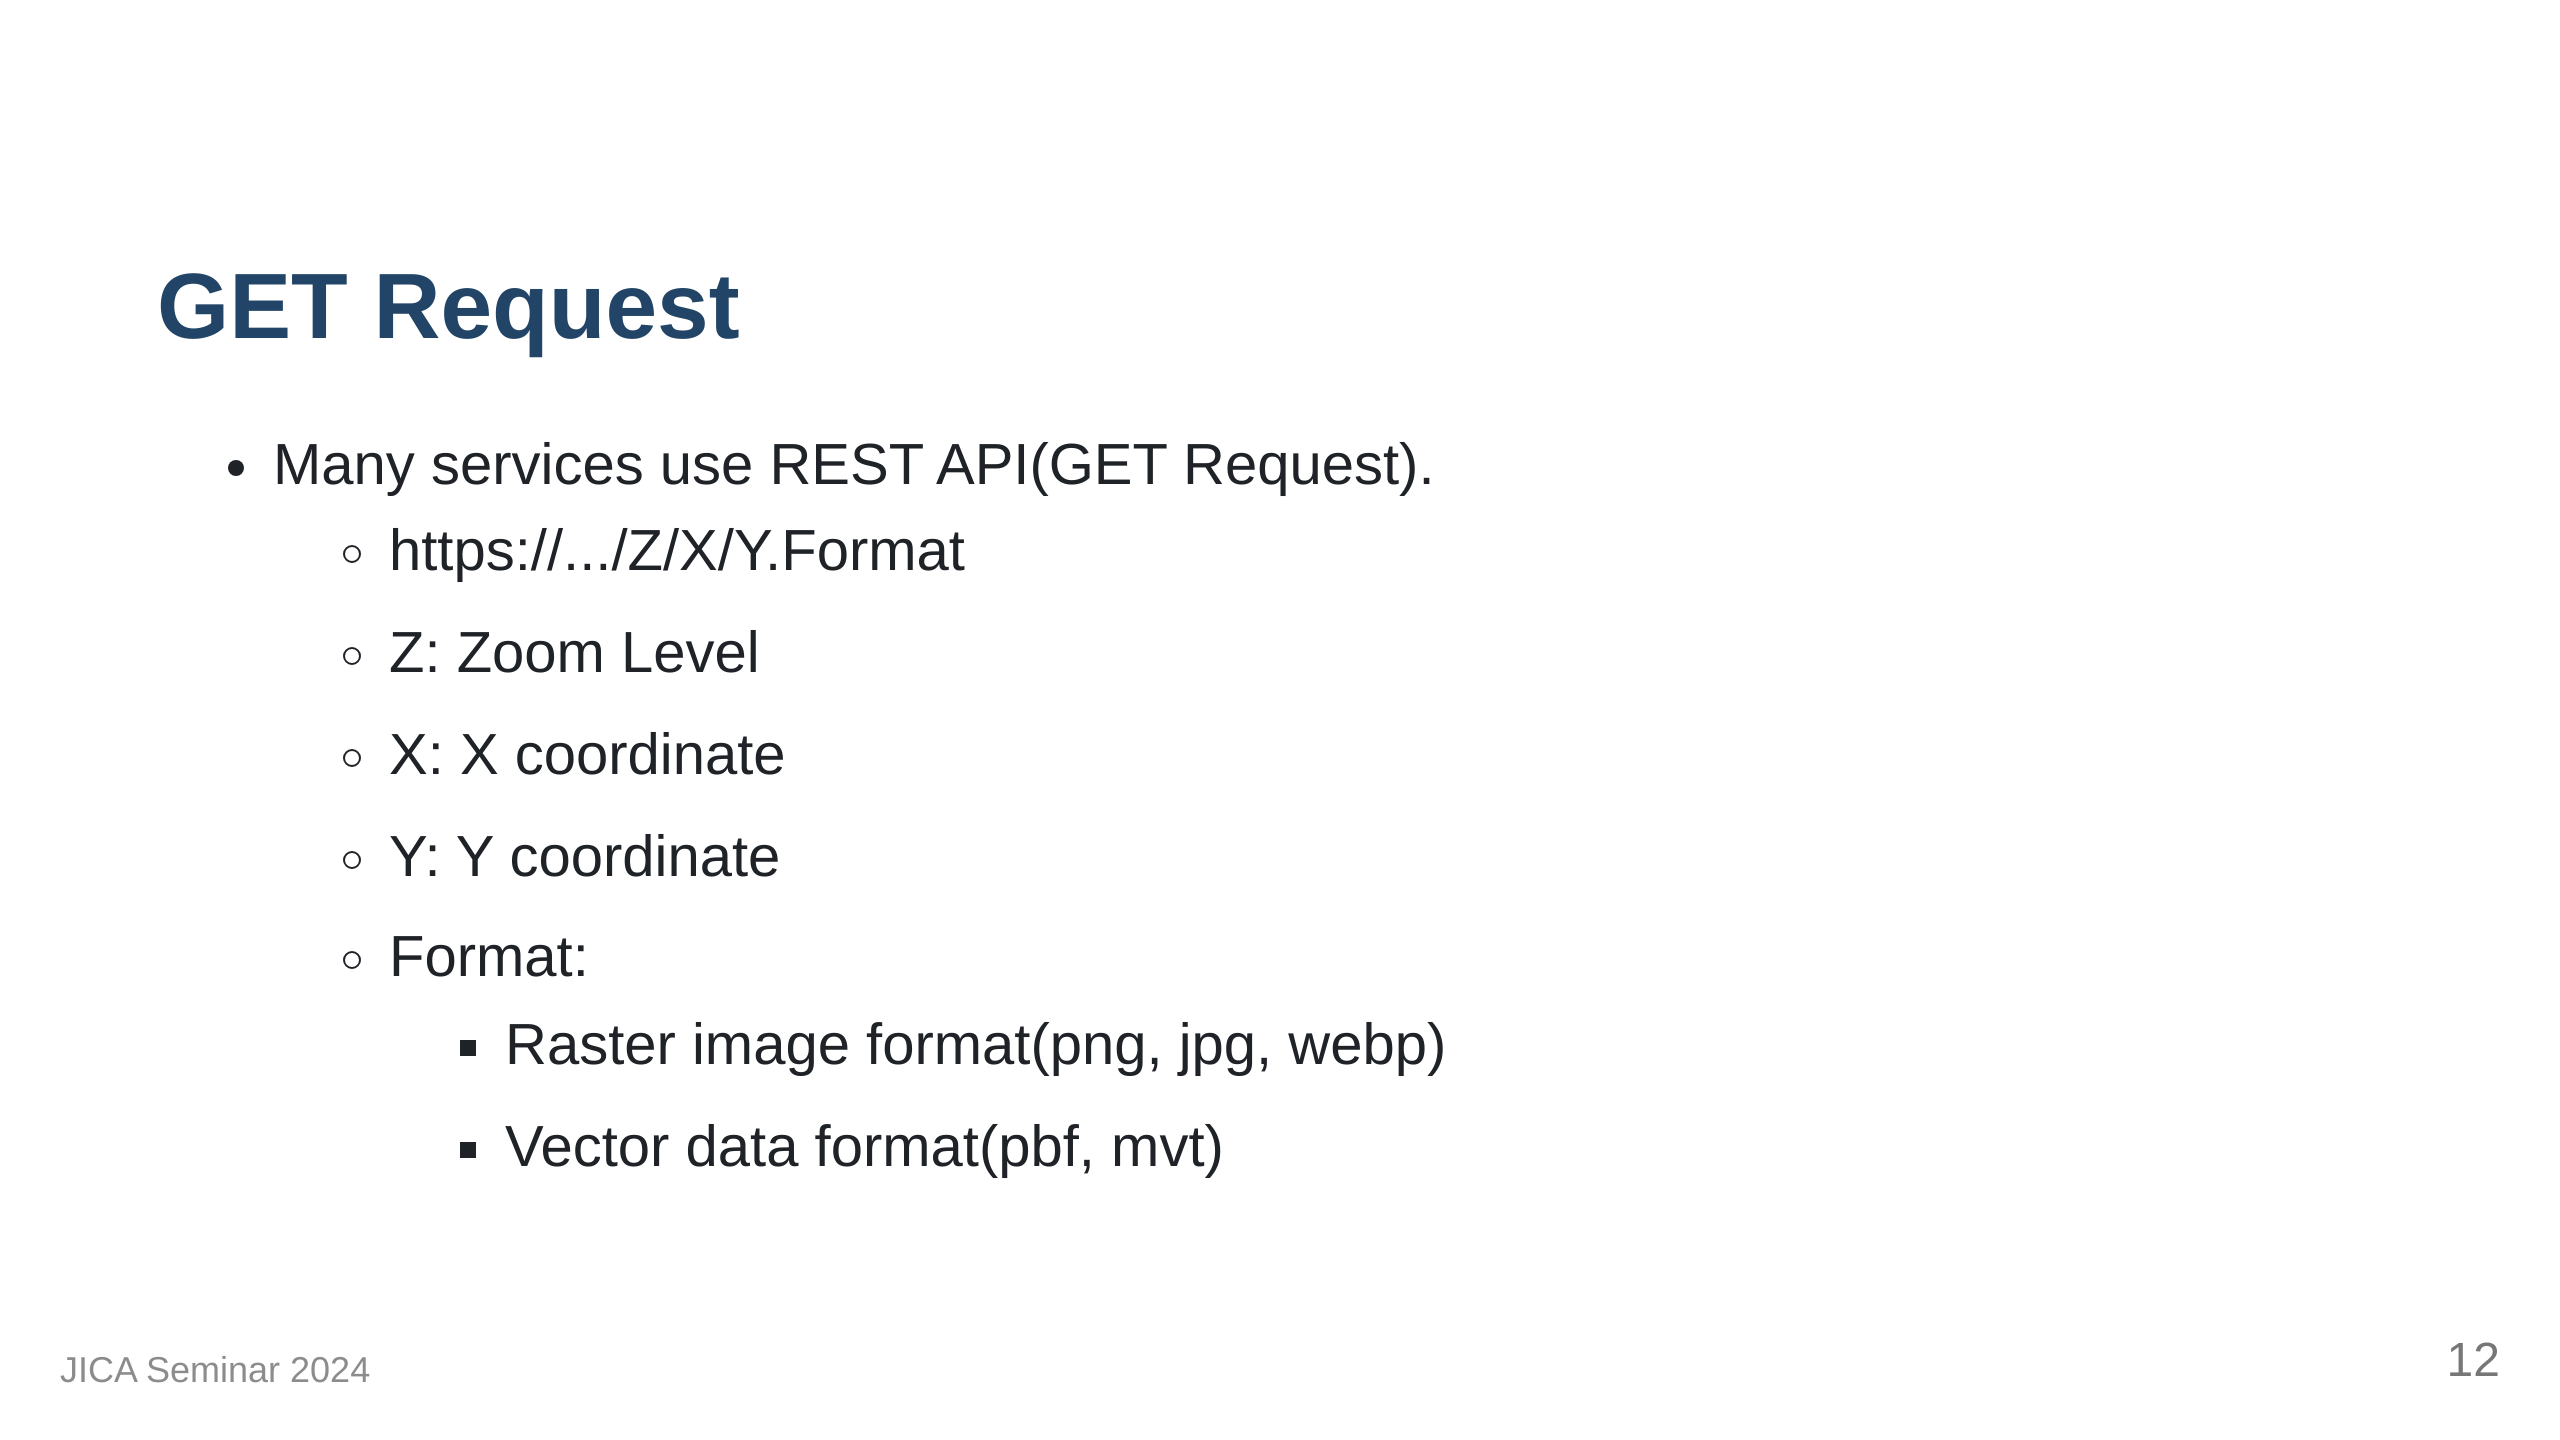 GET Request
Many services use REST API(GET Request).
https://.../Z/X/Y.Format
Z: Zoom Level
X: X coordinate
Y: Y coordinate
Format:
Raster image format(png, jpg, webp)
Vector data format(pbf, mvt)
JICA Seminar 2024
12